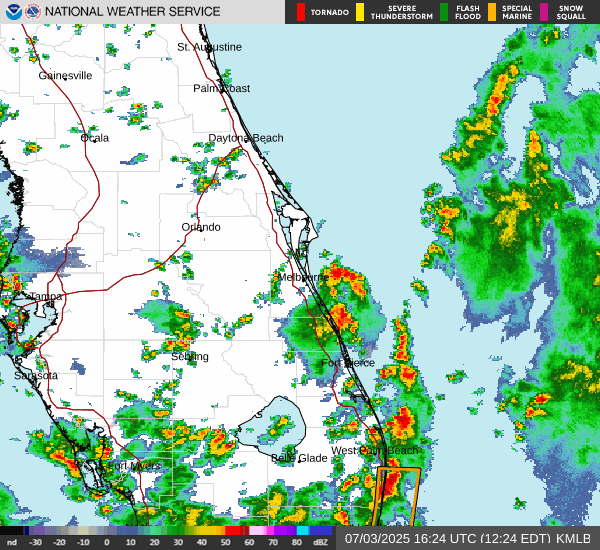 NATIONAL WEATHER SERVICE
TORNADO
SEVERE THUNDERSTORM
FLASH FLOOD
SPECIAL MARINE
SNOW SQUALL
St. Augustine
Gainesville
Palm Coast
Ocala
Daytona Beach
Orlando
Melbourne
Tampa
Sebring
Fort Pierce
Sarasota
West Palm Beach
Belle Glade
Fort Myers
nd -30 -20 -10 0 10 20 30 40 50 60 70 80 dBZ
07/03/2025 16:24 UTC (12:24 EDT) KMLB